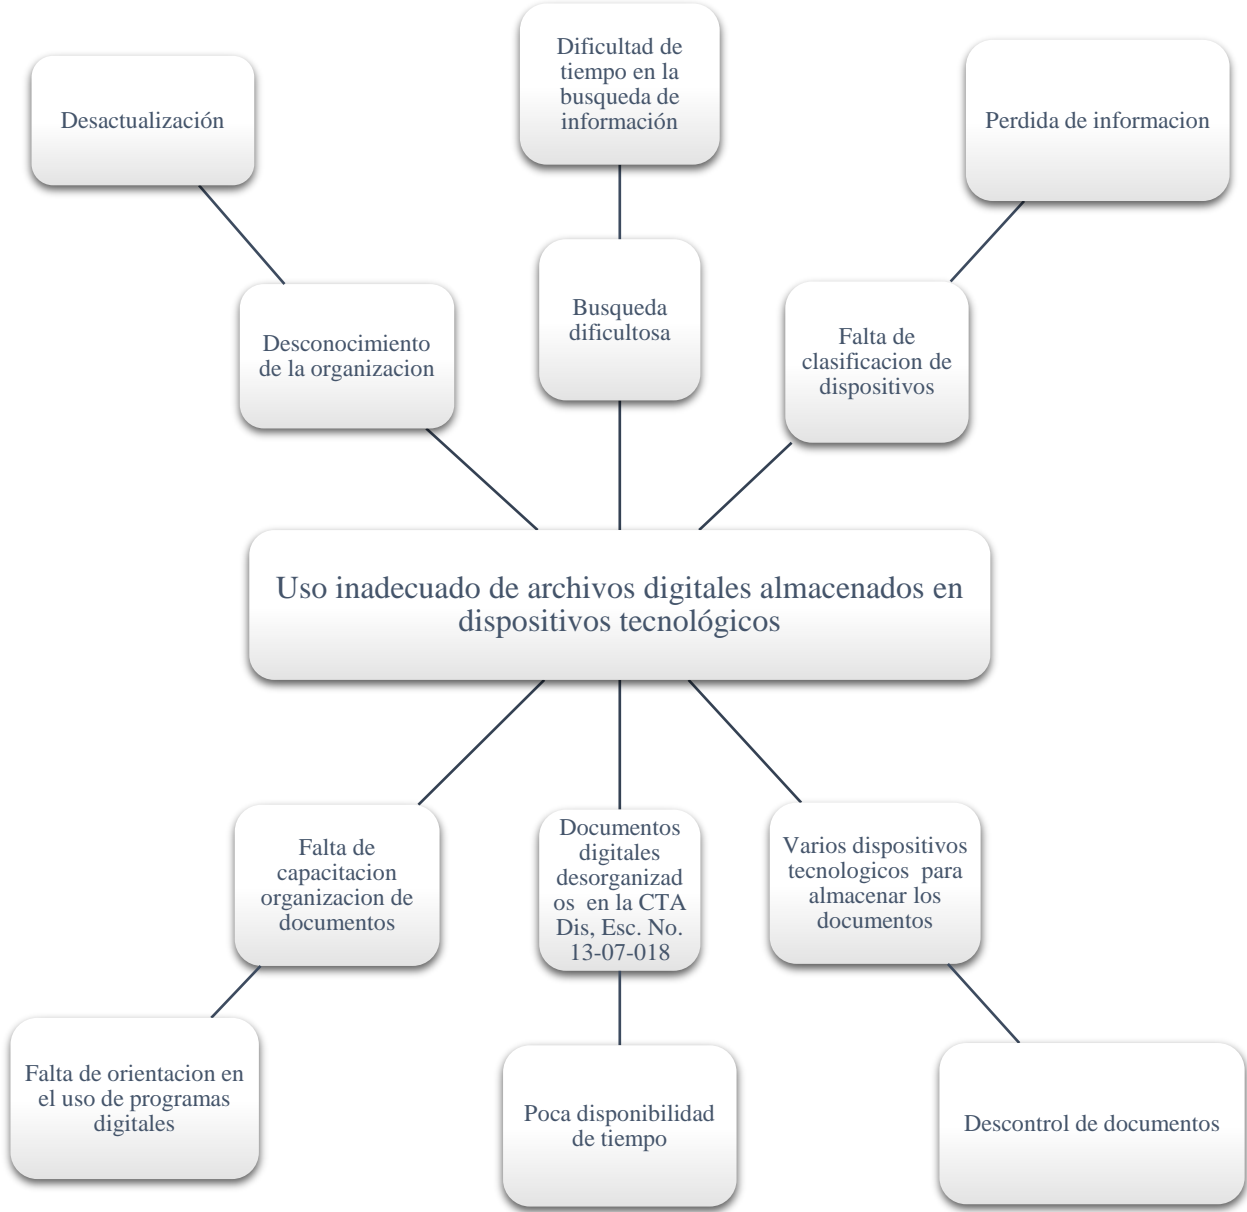 Dificultad de
tiempo en la
busqueda de
información
Desactualización
Perdida de informacion
Desconocimiento
de la organizacion
Busqueda
dificultosa
Falta de
clasificacion de
dispositivos
Uso inadecuado de archivos digitales almacenados en
dispositivos tecnológicos
Falta de
capacitacion
organizacion de
documentos
Documentos
digitales
desorganizad
os en la CTA
Dis, Esc. No.
13-07-018
Varios dispositivos
tecnologicos para
almacenar los
documentos
Falta de orientacion en
el uso de programas
digitales
Poca disponibilidad
de tiempo
Descontrol de documentos